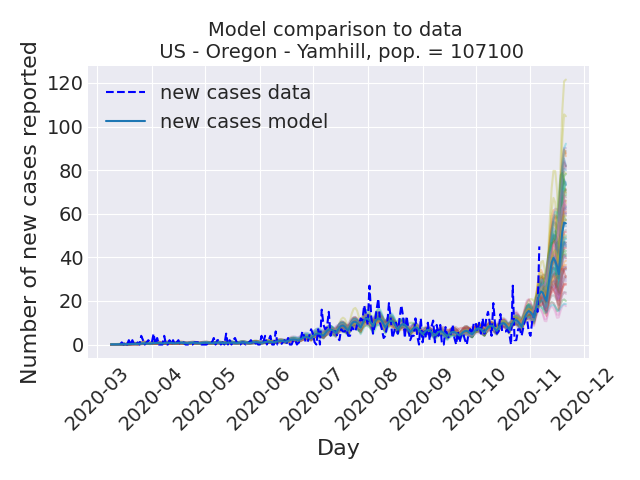 Model comparison to data
US - Oregon - Yamhill, pop. = 107100
Number of new cases reported
120
100
80
60
40
20
0
new cases data
new cases model
2020-03
2020-04
2020-05
2020-06
2020-07
2020-08
2020-09
2020-10
2020-11
2020-12
Day